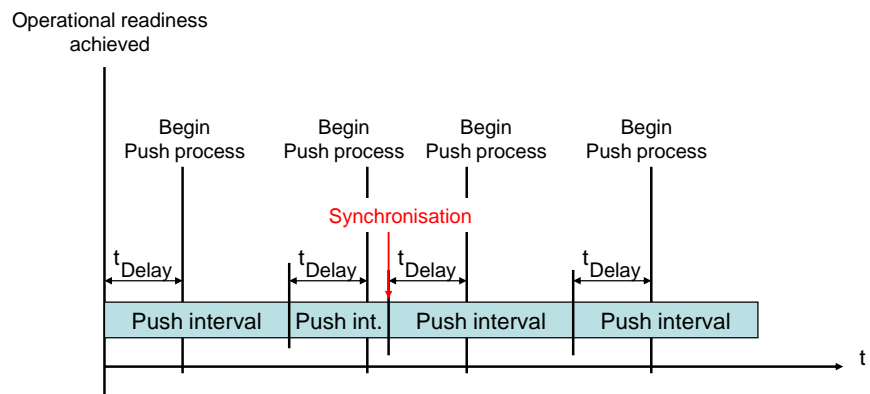 Operational readiness
achieved
Begin
Push process
Begin
Push process
Begin
Push process
Begin
Push process
Synchronisation
tDelay
tDelay
tDelay
tDelay
Push interval
Push int.
Push interval
Push interval
t